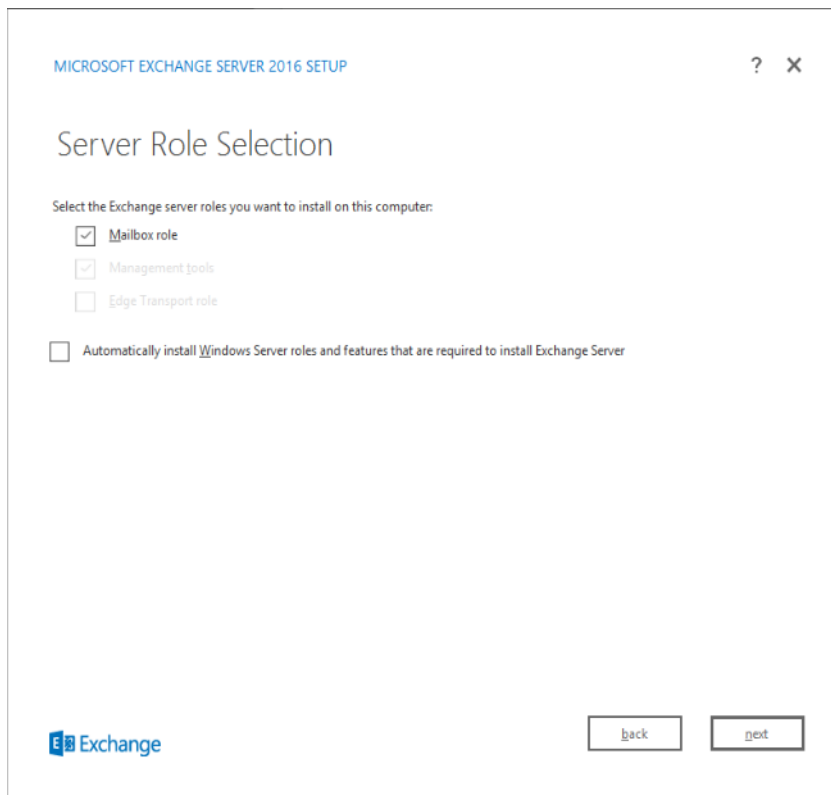 MICROSOFT EXCHANGE SERVER 2016 SETUP
?
Server Role Selection
Select the Exchange server roles you want to install on this computer:
Mailbox role
Management tools
Edge Transport role
Automatically install Windows Server roles and features that are required to install Exchange Server
Exchange
back
next